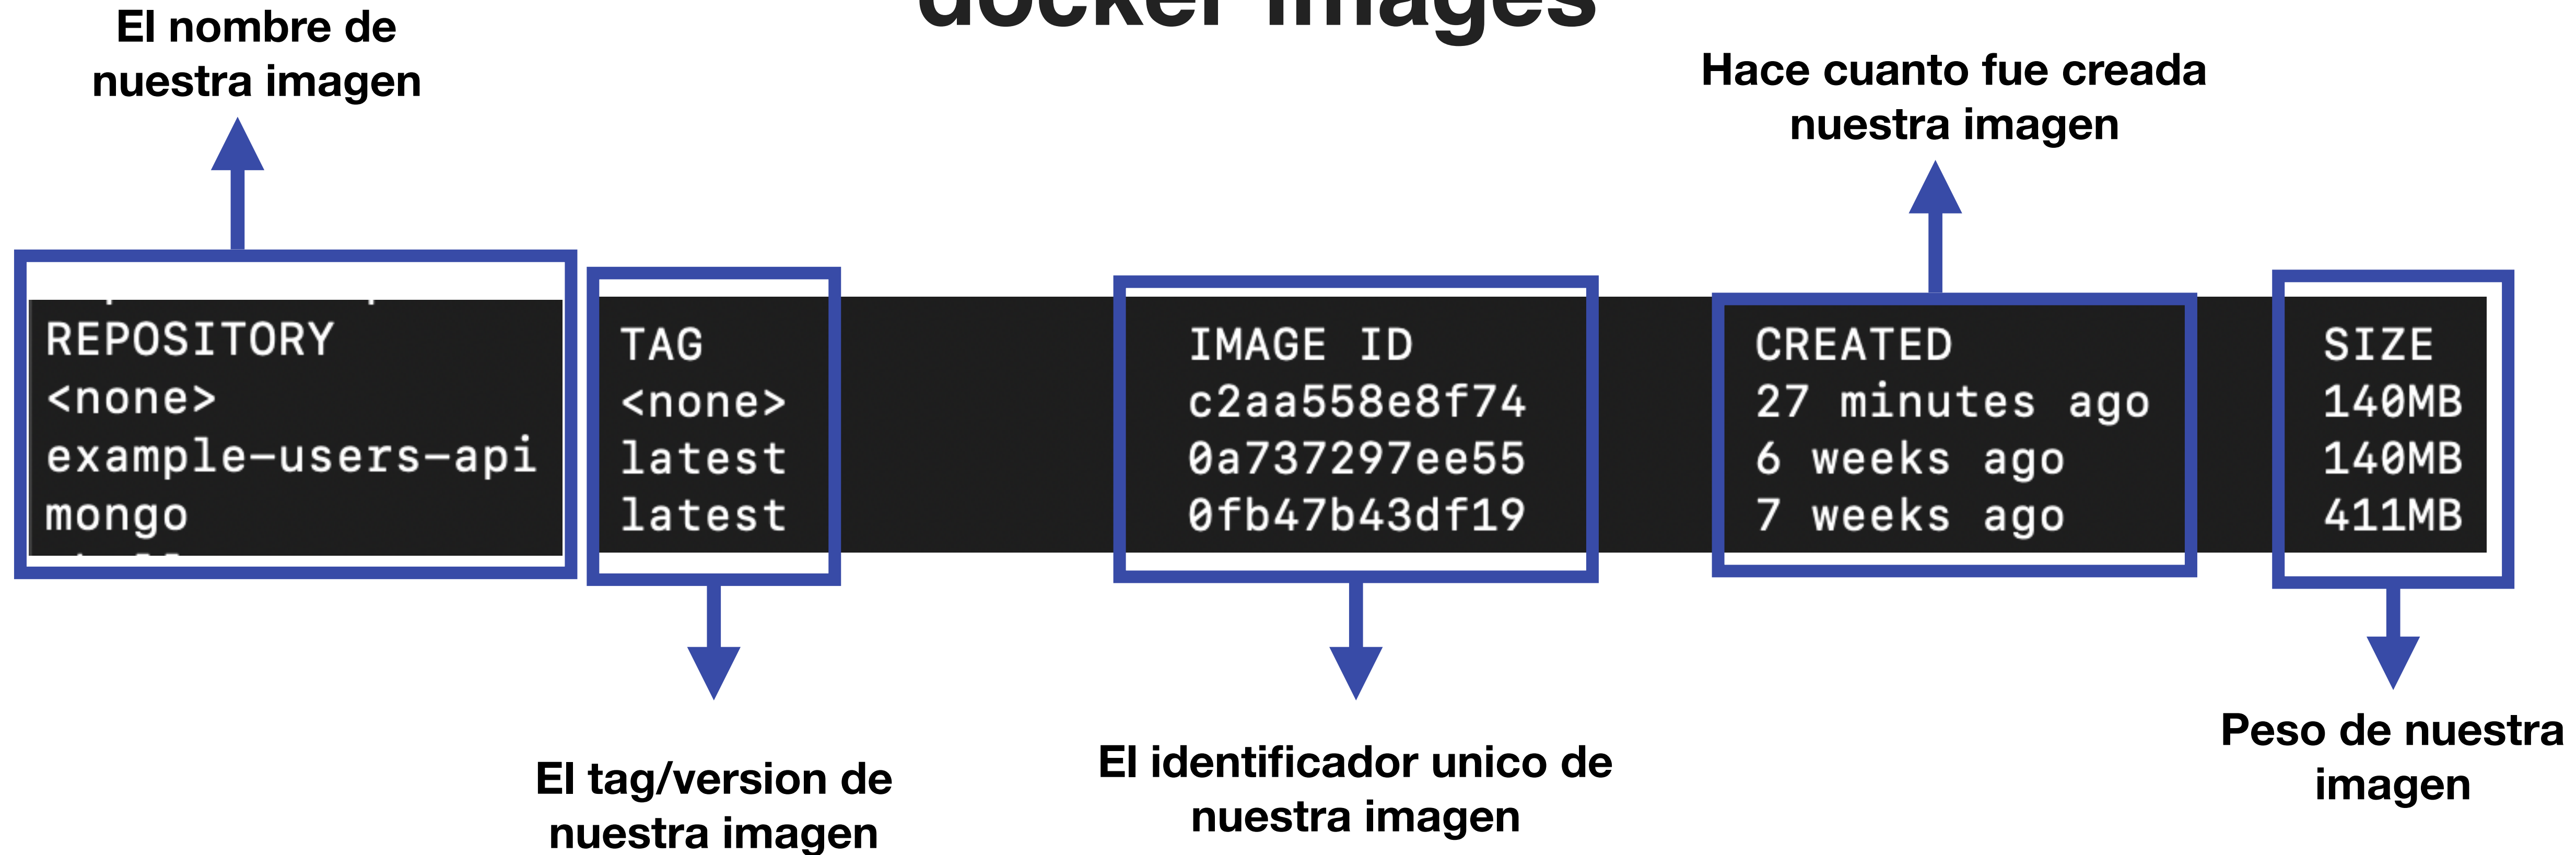 docker images
El nombre de
nuestra imagen
Hace cuanto fue creada
nuestra imagen
REPOSITORY TAG IMAGE ID CREATED SIZE
<none> <none> c2aa558e8f74 27 minutes ago 140MB
example-users-api latest 0a737297ee55 6 weeks ago 140MB
mongo latest 0fb47b43df19 7 weeks ago 411MB
El tag/version de
nuestra imagen
El identificador unico de
nuestra imagen
Peso de nuestra
imagen